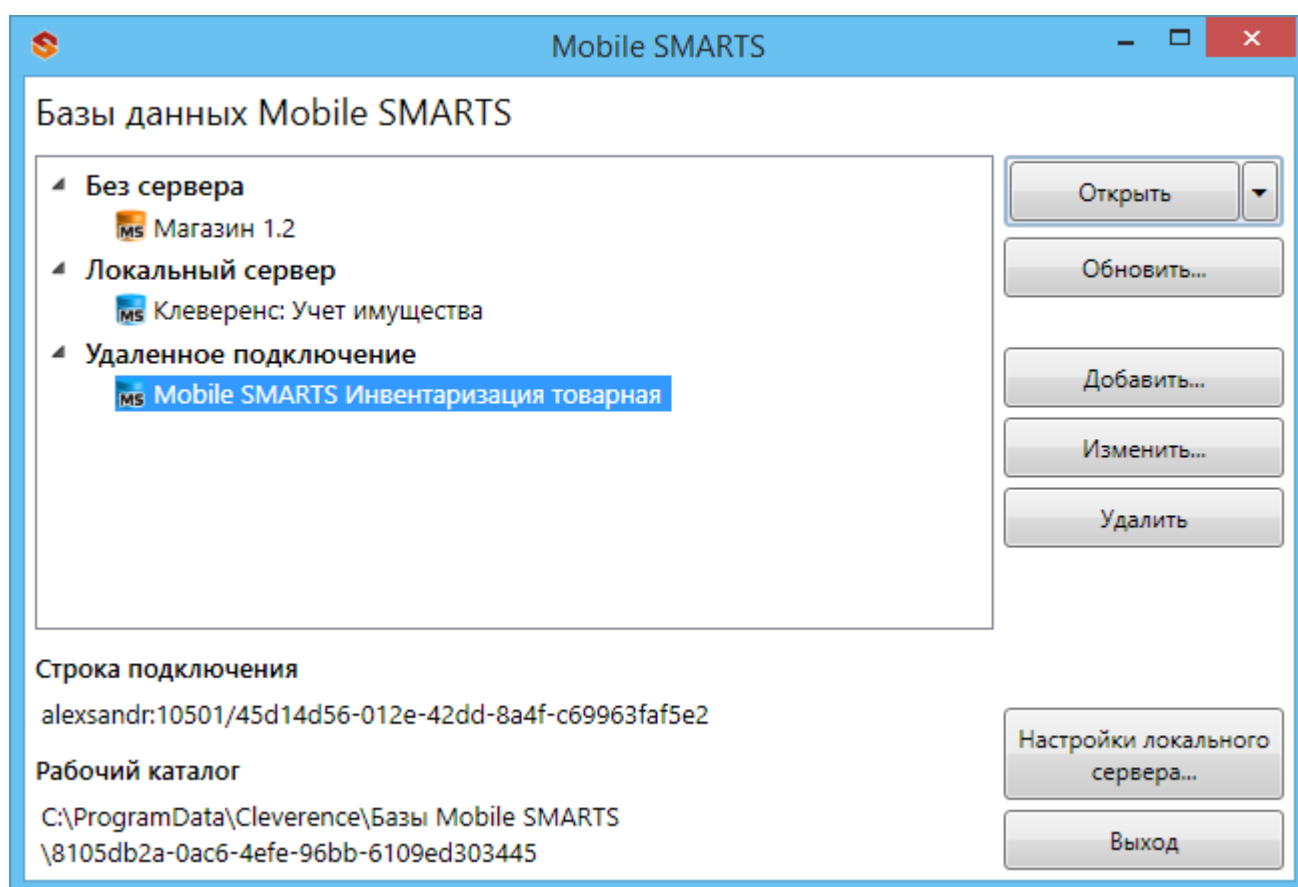 Mobile SMARTS
Базы данных Mobile SMARTS
Без сервера
Магазин 1.2
Локальный сервер
Клеверенс: Учет имущества
Удаленное подключение
Mobile SMARTS Инвентаризация товарная
Открыть
Обновить...
Добавить...
Изменить...
Удалить
Строка подключения
alexsandr:10501/45d14d56-012e-42dd-8a4f-c69963faf5e2
Рабочий каталог
C:\ProgramData\Cleverence\Базы Mobile SMARTS
\8105db2a-0ac6-4efe-96bb-6109ed303445
Настройки локального
сервера...
Выход